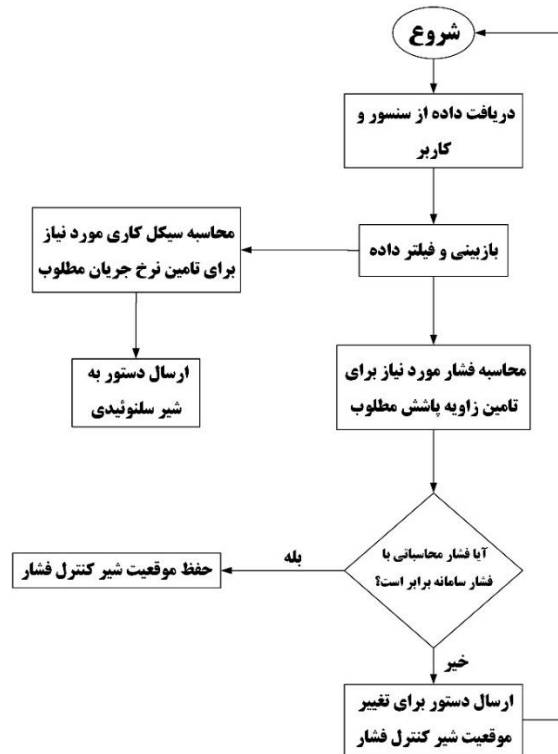 شروع
دریافت داده از سنسور و
کاربر
بازبینی و فیلتر داده
محاسبه سیکل کاری مورد نیاز
برای تامین نرخ جریان مطلوب
ارسال دستور به
شیر سلنوئیدی
محاسبه فشار مورد نیاز برای
تامین زاویه پاشش مطلوب
آیا فشار محاسباتی با
فشار سامانه برابر است؟
بله
حفظ موقعیت شیر کنترل فشار
خیر
ارسال دستور برای تغییر
موقعیت شیر کنترل فشار